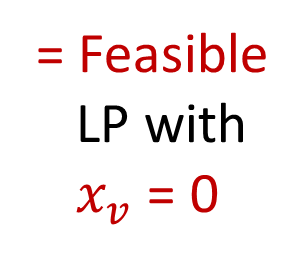 = Feasible
LP with
xᵥ = 0